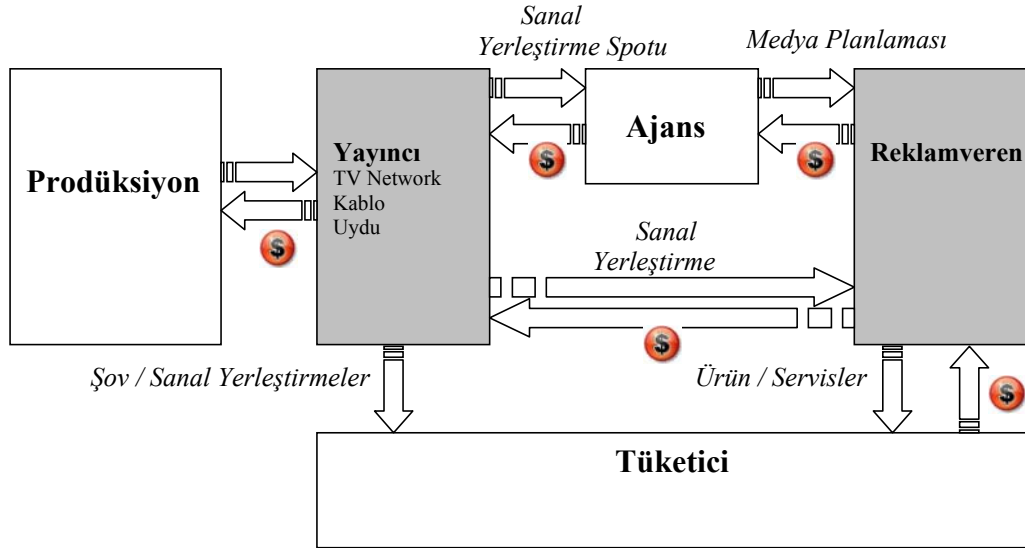 Sanal
Yerleştirme Spotu
Medya Planlaması
Prodüksiyon
Yayıncı
TV Network
Kablo
Uydu
Ajans
Reklamveren
$
$
$
Sanal
Yerleştirme
$
Şov / Sanal Yerleştirmeler
Ürün / Servisler
$
Tüketici